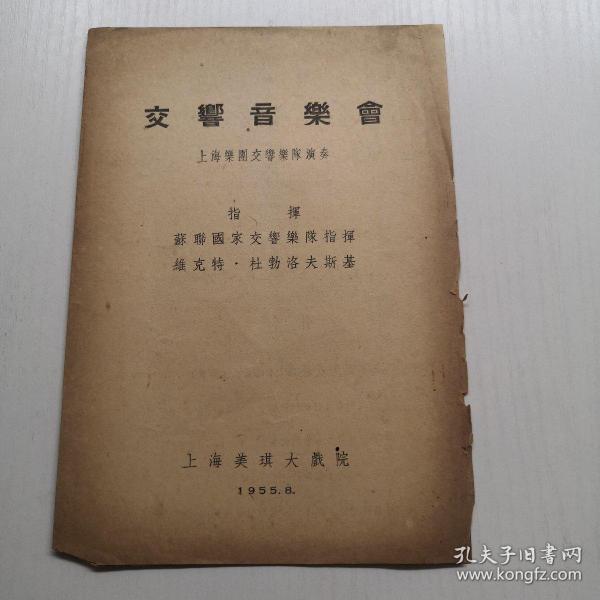 交響音樂會
上海樂團交響樂隊演奏
指 揮
蘇聯國家交響樂隊指揮
維克特·杜勃洛夫斯基
上海美琪大戲院
1955.8.
孔夫子旧书网
www.kongfz.com